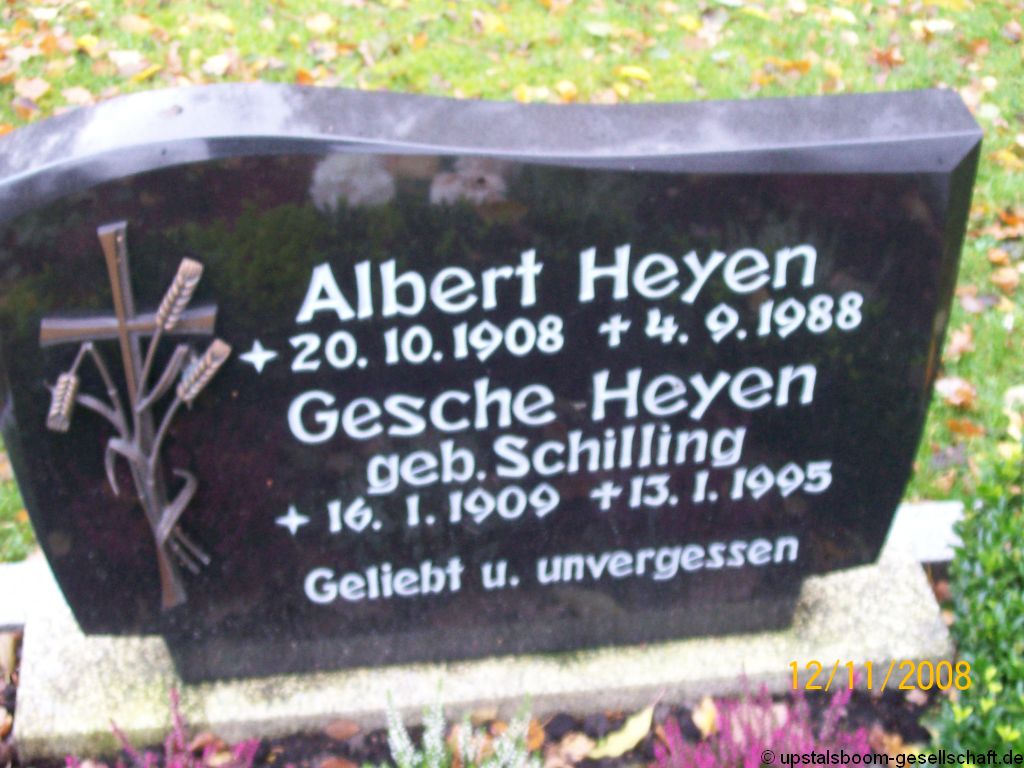 Albert Heyen
20.10.1908 † 4. 9.1988
Gesche Heyen
geb. Schilling
16. 1. 1909 † 13. 1. 1995
Geliebt u. unvergessen
12/11/2008
© upstalsboom-gesellschaft.de